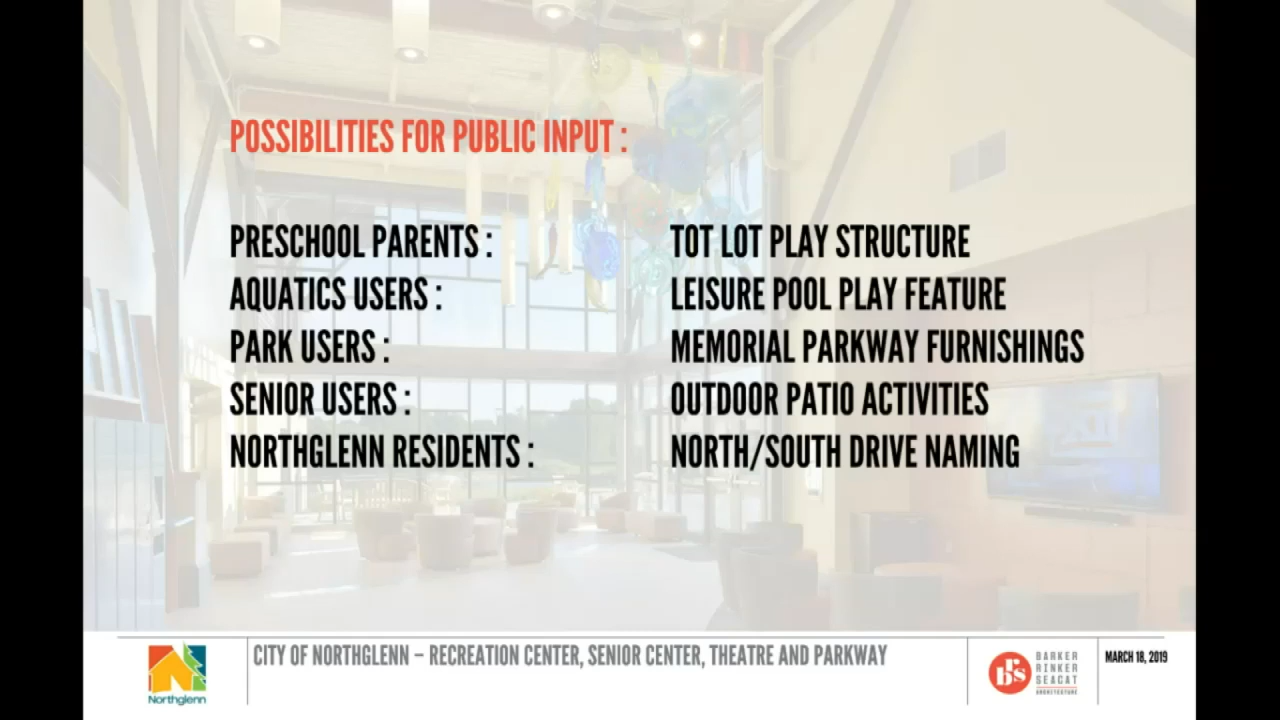 POSSIBILITIES FOR PUBLIC INPUT :
PRESCHOOL PARENTS : TOT LOT PLAY STRUCTURE
AQUATICS USERS : LEISURE POOL PLAY FEATURE
PARK USERS : MEMORIAL PARKWAY FURNISHINGS
SENIOR USERS : OUTDOOR PATIO ACTIVITIES
NORTHGLENN RESIDENTS : NORTH/SOUTH DRIVE NAMING
Northglenn
CITY OF NORTHGLENN – RECREATION CENTER, SENIOR CENTER, THEATRE AND PARKWAY
brs
BARKER
RINKER
SEACAT
ARCHITECTURE
MARCH 18, 2019